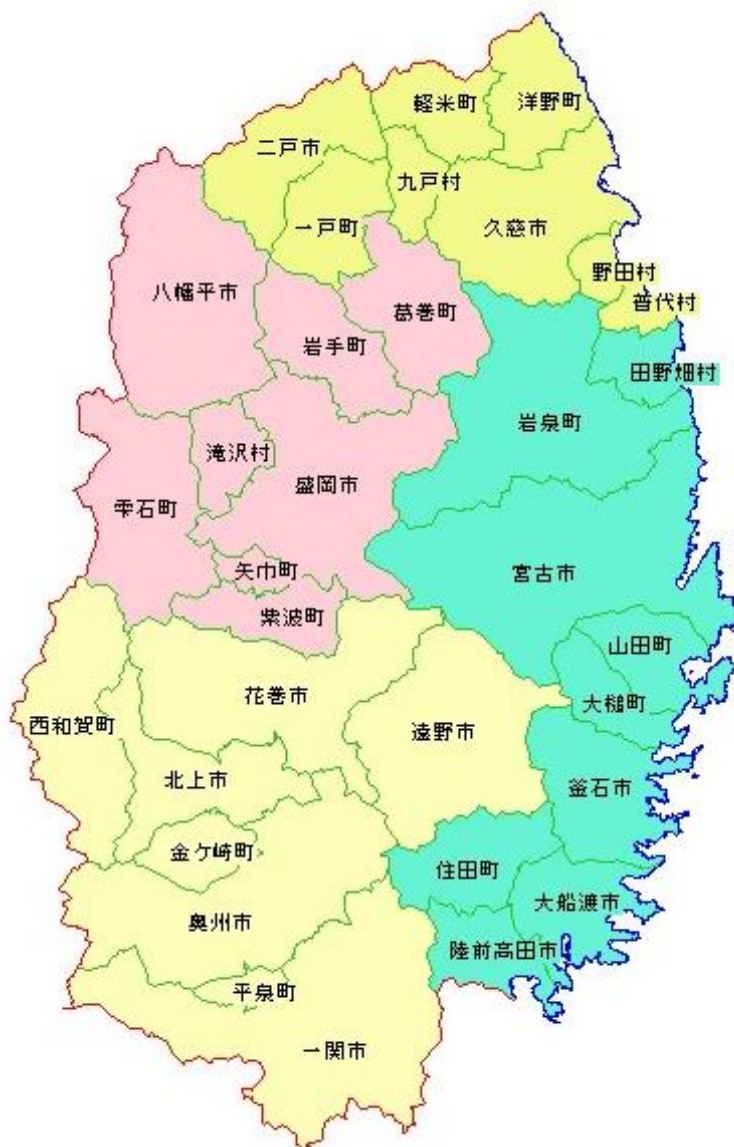 軽米町
洋野町
二戸市
九戸村
一戸町
久慈市
野田村
八幡平市
普代村
葛巻町
岩手町
田野畑村
岩泉町
滝沢村
盛岡市
雫石町
矢巾町
宮古市
紫波町
山田町
花巻市
大槌町
西和賀町
遠野市
北上市
釜石市
金ケ崎町
住田町
大船渡市
奥州市
陸前高田市
平泉町
一関市